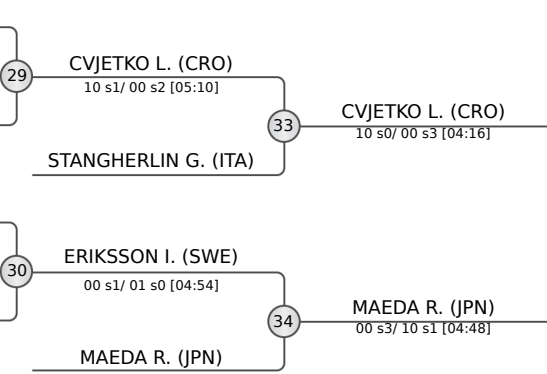 CVJETKO L. (CRO)
29
10 s1/ 00 s2 [05:10]
CVJETKO L. (CRO)
33
10 s0/ 00 s3 [04:16]
STANGHERLIN G. (ITA)
ERIKSSON I. (SWE)
30
00 s1/ 01 s0 [04:54]
MAEDA R. (JPN)
34
00 s3/ 10 s1 [04:48]
MAEDA R. (JPN)